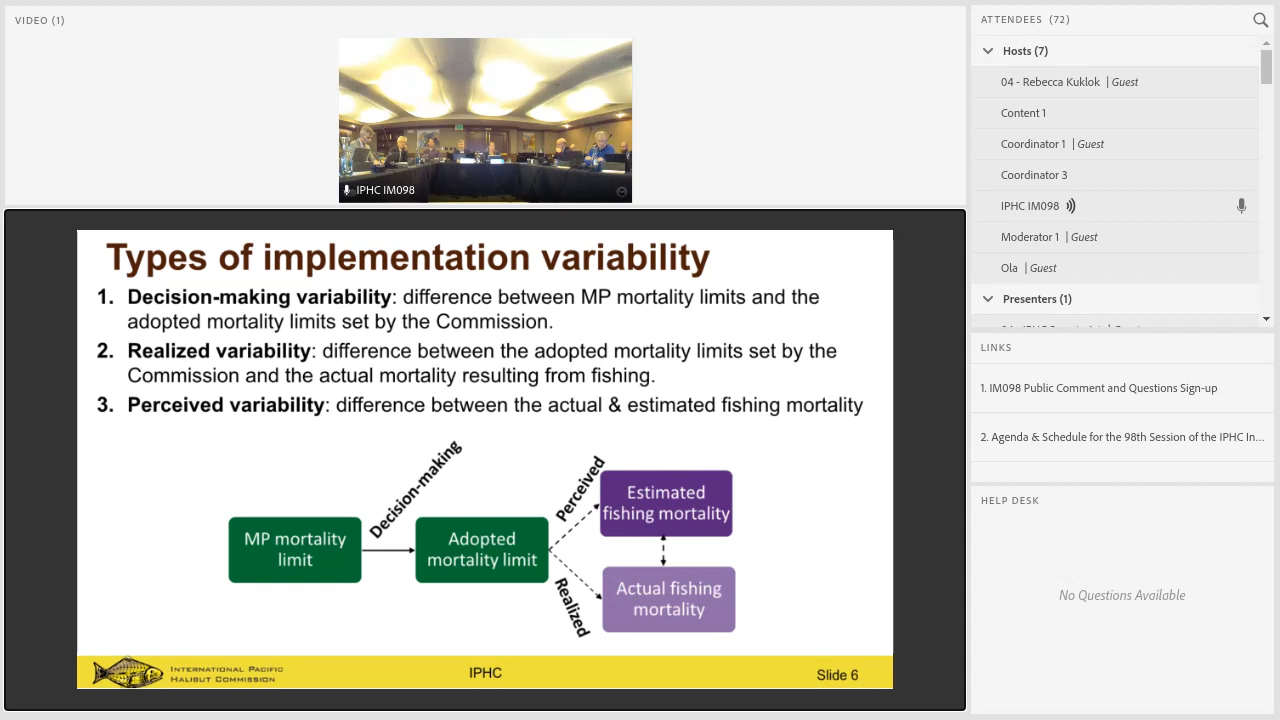 VIDEO (1)
IPHC IM098
Types of implementation variability
1. Decision-making variability: difference between MP mortality limits and the
adopted mortality limits set by the Commission.
2. Realized variability: difference between the adopted mortality limits set by the
Commission and the actual mortality resulting from fishing.
3. Perceived variability: difference between the actual & estimated fishing mortality
MP mortality
limit
Decision-making
Adopted
mortality limit
Perceived
Estimated
fishing mortality
Realized
Actual fishing
mortality
INTERNATIONAL PACIFIC
HALIBUT COMMISSION
IPHC
Slide 6
ATTENDEES (72)
Hosts (7)
04 - Rebecca Kuklok | Guest
Content 1
Coordinator 1 | Guest
Coordinator 3
IPHC IM098
Moderator 1 | Guest
Ola | Guest
Presenters (1)
LINKS
1. IM098 Public Comment and Questions Sign-up
2. Agenda & Schedule for the 98th Session of the IPHC In...
HELP DESK
No Questions Available